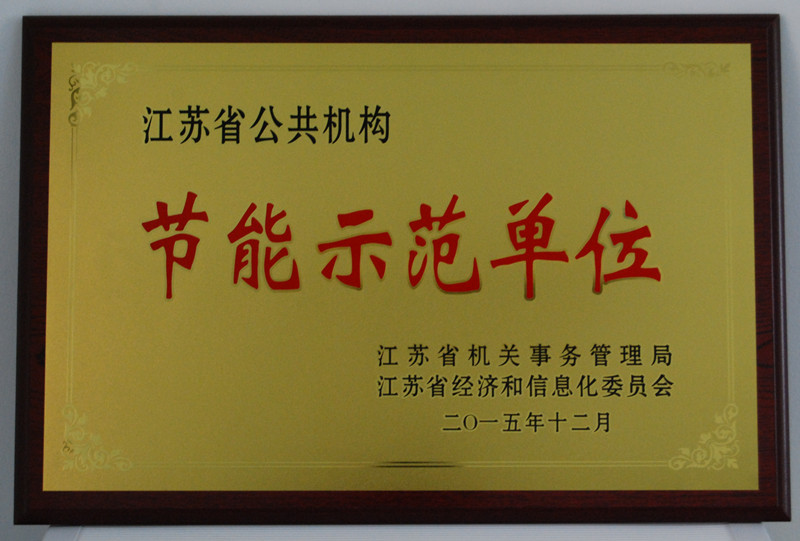 江苏省公共机构
节能示范单位
江苏省机关事务管理局
江苏省经济和信息化委员会
二〇一五年十二月